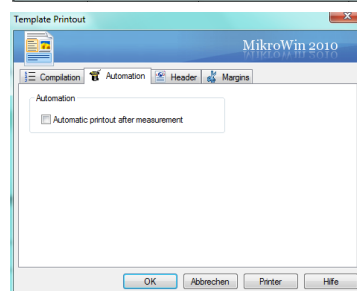 Template Printout
MikroWin 2010
Compilation Automation Header Margins
Automation
Automatic printout after measurement
OK Abbrechen Printer Hilfe